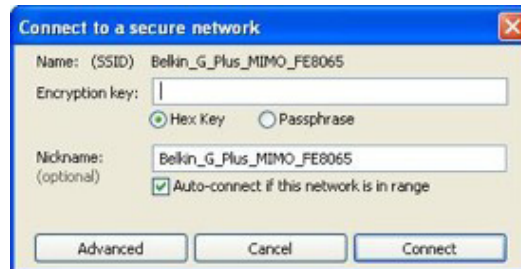 Connect to a secure network
Name: (SSID) Belkin_G_Plus_MIMO_FE8065
Encryption key:
Hex Key Passphrase
Nickname: Belkin_G_Plus_MIMO_FE8065
(optional)
Auto-connect if this network is in range
Advanced Cancel Connect